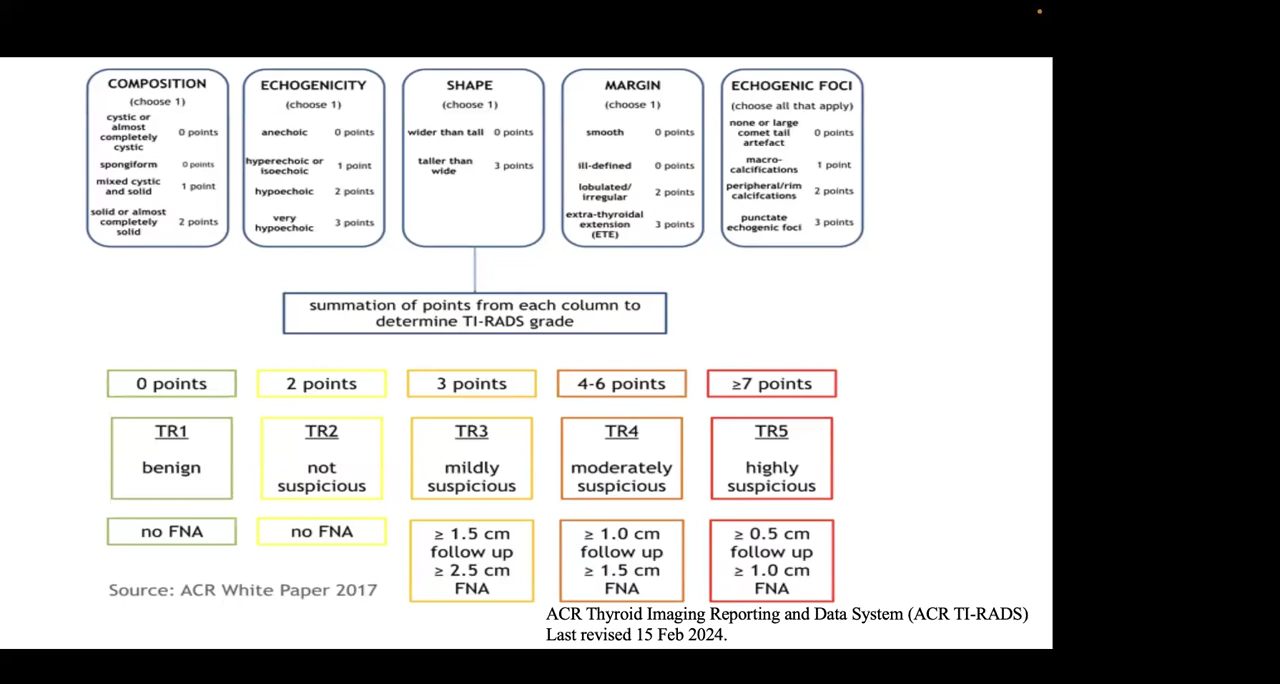 COMPOSITION
(choose 1)
cystic or
almost
completely
cystic
0 points
spongiform
0 points
mixed cystic
and solid
1 point
solid or almost
completely
solid
2 points
ECHOGENICITY
(choose 1)
anechoic
0 points
hyperechoic or
isoechoic
1 point
hypoechoic
2 points
very
hypoechoic
3 points
SHAPE
(choose 1)
wider than tall
0 points
taller than
wide
3 points
MARGIN
(choose 1)
smooth
0 points
ill-defined
0 points
lobulated/
irregular
2 points
extra-thyroidal
extension
(ETE)
3 points
ECHOGENIC FOCI
(choose all that apply)
none or large
comet tail
artefact
0 points
macro-
calcifications
1 point
peripheral/rim
calcifcations
2 points
punctate
echogenic foci
3 points
summation of points from each column to
determine TI-RADS grade
0 points
2 points
3 points
4-6 points
≥7 points
TR1
benign
TR2
not
suspicious
TR3
mildly
suspicious
TR4
moderately
suspicious
TR5
highly
suspicious
no FNA
no FNA
≥ 1.5 cm
follow up
≥ 2.5 cm
FNA
≥ 1.0 cm
follow up
≥ 1.5 cm
FNA
≥ 0.5 cm
follow up
≥ 1.0 cm
FNA
Source: ACR White Paper 2017
ACR Thyroid Imaging Reporting and Data System (ACR TI-RADS)
Last revised 15 Feb 2024.